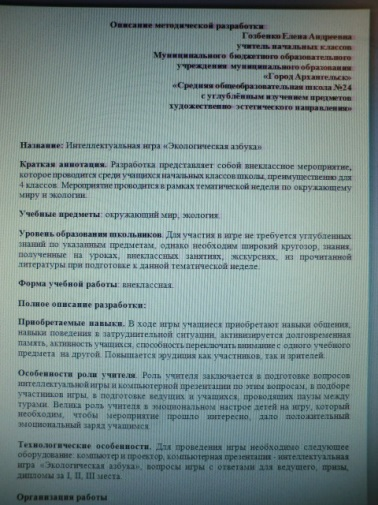 Описание методической разработки
Гозбенко Елена Андреевна
учитель начальных классов
Муниципального бюджетного образовательного
учреждения муниципального образования
«Город Архангельск»
«Средняя общеобразовательная школа №24
с углублённым изучением предметов
художественно-эстетического направления»
Название: Интеллектуальная игра «Экологическая азбука»
Краткая аннотация. Разработка представляет собой внеклассное мероприятие,
которое проводится среди учащихся начальных классов школы, преимущественно для
4 классов. Мероприятие проводится в рамках тематической недели по окружающему
миру и экологии.
Учебные предметы: окружающий мир, экология.
Уровень образования школьников. Для участия в игре не требуется углубленных
знаний по указанным предметам, однако необходим широкий кругозор, знания,
полученные на уроках, внеклассных занятиях, экскурсиях, из прочитанной
литературы при подготовке к данной тематической неделе.
Форма учебной работы: внеклассная.
Полное описание разработки:
Приобретаемые навыки. В ходе игры учащиеся приобретают навыки общения,
навыки поведения в затруднительной ситуации, активизируется долговременная
память, активность учащихся, способность переключать внимание с одного учебного
предмета на другой. Повышается эрудиция как участников, так и зрителей.
Особенности роли учителя. Роль учителя заключается в подготовке вопросов
интеллектуальной игры и компьютерной презентации по этим вопросам, в подборе
участников игры, в подготовке ведущих и учащихся, проводящих паузы между
турами. Велика роль учителя в эмоциональном настрое детей на игру, который
необходим, чтобы мероприятие прошло интересно, дало положительный
эмоциональный заряд учащимся.
Технологические особенности. Для проведения игры необходимо следующее
оборудование: компьютер и проектор, компьютерная презентация - интеллектуальная
игра «Экологическая азбука», вопросы игры с ответами для ведущего, призы,
дипломы за I, II, III места.
Организация работы